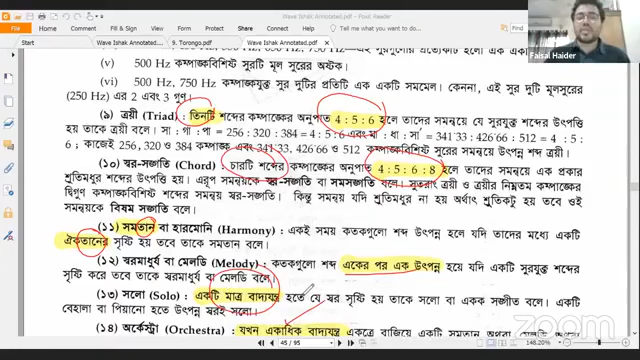 Wave Ishak Annotated.pdf - Foxit Reader
File Home Comment View Form Protect Share Help Tell me what you want to do...
Start Wave Ishak Annotated.pdf 9. Torongo.pdf Wave Ishak Annotated.pdf
(v) 500 Hz কম্পাঙ্কবিশিষ্ট সুরটি মূল সুরের অষ্টক।
(vi) 500 Hz, 750 Hz কম্পাঙ্কযুক্ত সুর দুটির প্রতিটি এক একটি সমমেল। কেননা, এই সুর দুটি মূলসুরের
(250 Hz) এর 2 এবং 3 গুণ।
(৯) ত্রয়ী (Triad) : তিনটি শব্দের কম্পাঙ্কের অনুপাত 4 : 5 : 6 হলে তাদের সমন্বয়ে যে সুরযুক্ত শব্দের উৎপত্তি
হয় তাকে ত্রয়ী বলে। সা : গা : পা = 256 : 320 : 384 = 4 : 5 : 6 এবং মা : ধা : সা´ = 341˙33 : 426˙66 : 512 = 4 : 5 :
6; কাজেই 256, 320 ও 384 কম্পাঙ্ক এবং 341˙33, 426˙66 ও 512 কম্পাঙ্কবিশিষ্ট সুরের সমন্বয়ে উৎপন্ন শব্দ ত্রয়ী।
(১০) স্বর-সঙ্গতি (Chord) : চারটি শব্দের কম্পাঙ্কের অনুপাত 4 : 5 : 6 : 8 হলে তাদের সমন্বয়ে এক প্রকার
শ্রুতিমধুর শব্দের উৎপত্তি হয়। এরূপ সমন্বয়কে স্বর-সঙ্গতি বা সমসঙ্গতি বলে। সুতরাং ত্রয়ী ও ত্রয়ীর নিম্নতম কম্পাঙ্কের
দ্বিগুণ কম্পাঙ্কবিশিষ্ট শব্দের সমন্বয় স্বর-সঙ্গতি। কিন্তু সমন্বয় যদি শ্রুতিমধুর না হয় অর্থাৎ শ্রুতিকটু হয় তবে ওই
সমন্বয়কে বিষম সঙ্গতি বলে।
(১১) সমতান বা হারমোনি (Harmony) : একই সময় কতকগুলো শব্দ উৎপন্ন হলে যদি তাদের মধ্যে একটি
ঐকতানের সৃষ্টি হয় তবে তাকে সমতান বলে।
(১২) স্বরমাধুর্য বা মেলডি (Melody) : কতকগুলো শব্দ একের পর এক উৎপন্ন হয়ে যদি একটি সুরযুক্ত শব্দের
সৃষ্টি করে তবে তাকে স্বরমাধুর্য বা মেলডি বলে।
(১৩) সলো (Solo) : একটি মাত্র বাদ্যযন্ত্র হতে যে স্বর সৃষ্টি হয় তাকে সলো বা একক সঙ্গীত বলে। একটি
বেহালা বা পিয়ানো হতে উৎপন্ন স্বরই সলো।
(১৪) অর্কেস্ট্রা (Orchestra) : যখন একাধিক বাদ্যযন্ত্র একত্রে বাজিয়ে একটি সমতান
45 / 95
148.20%
Faisal Haider